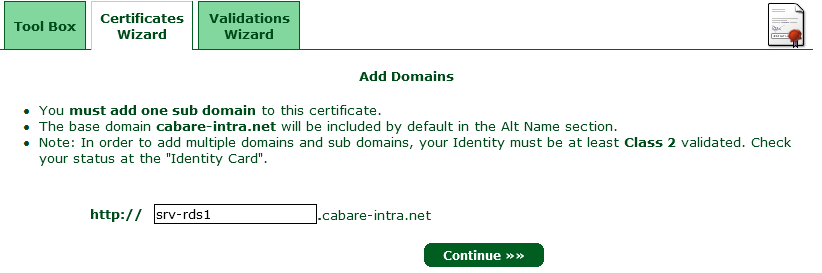 Tool Box
Certificates
Wizard
Validations
Wizard
Add Domains
You must add one sub domain to this certificate.
The base domain cabare-intra.net will be included by default in the Alt Name section.
Note: In order to add multiple domains and sub domains, your Identity must be at least Class 2 validated. Check
your status at the "Identity Card".
http:// srv-rds1 .cabare-intra.net
Continue »»